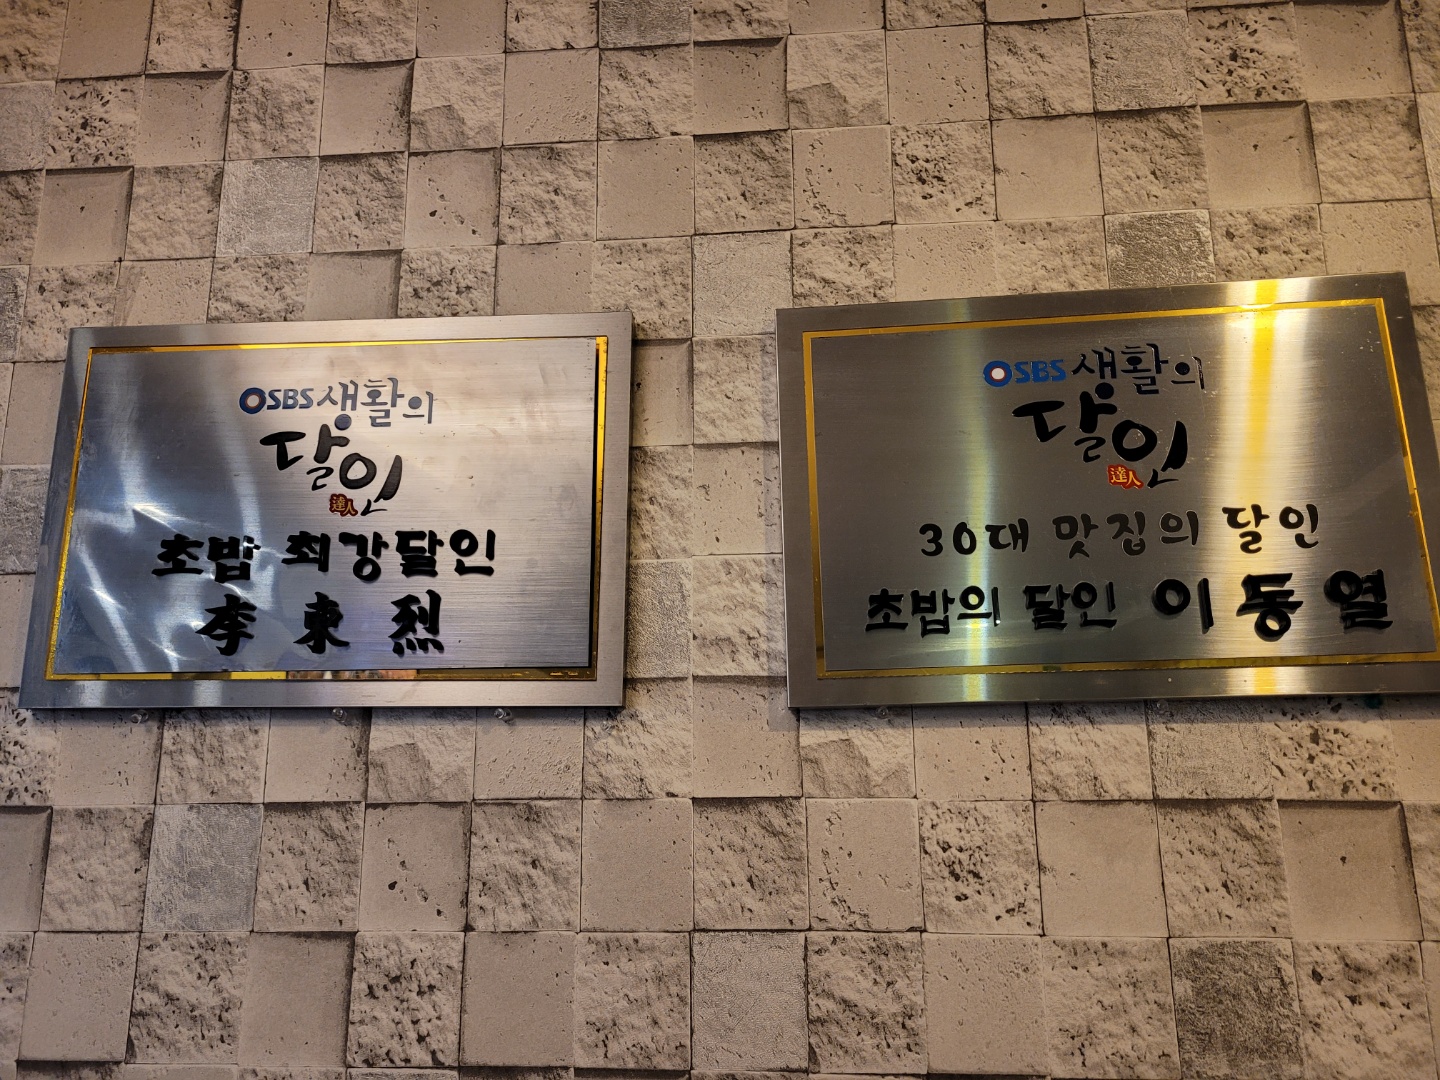 SBS 생활의
달인
達人
초밥 최강달인
李東烈
SBS 생활의
달인
達人
30대 맛집의 달인
초밥의 달인 이동열